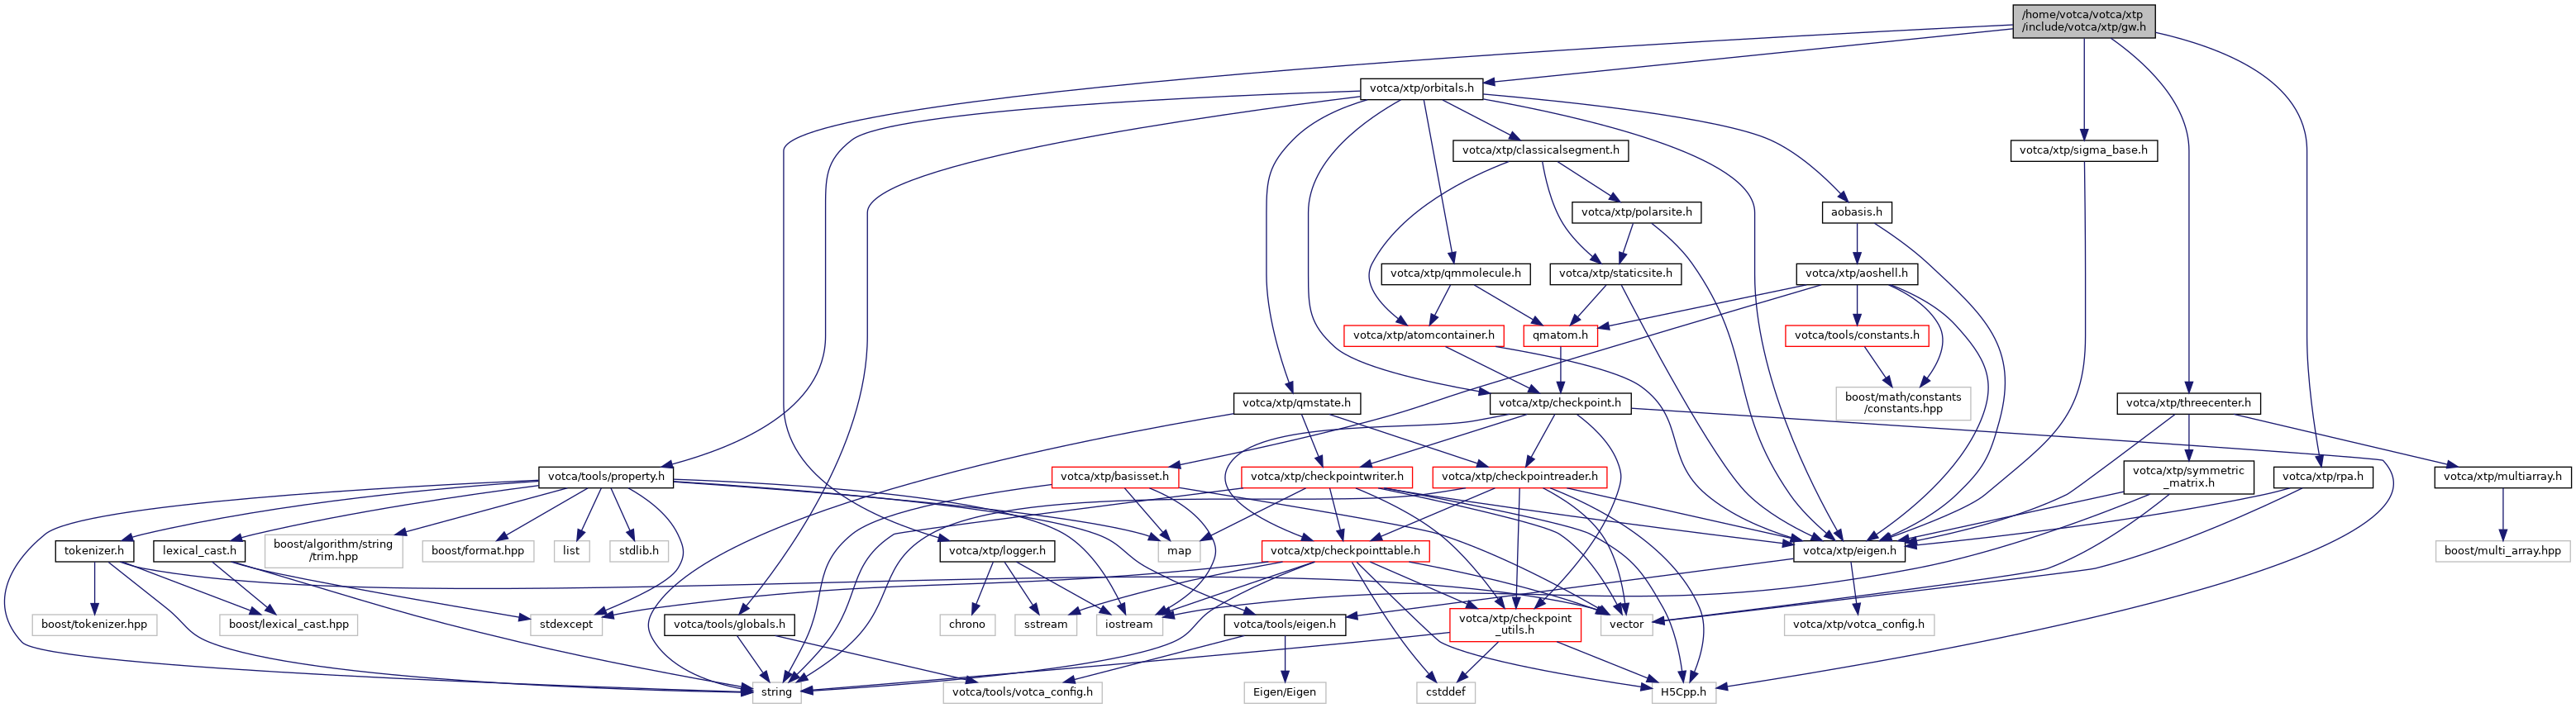 /home/votca/votca/xtp
/include/votca/xtp/gw.h
votca/xtp/orbitals.h
votca/xtp/classicalsegment.h
votca/xtp/sigma_base.h
votca/xtp/polarsite.h
aobasis.h
votca/xtp/qmmolecule.h
votca/xtp/staticsite.h
votca/xtp/aoshell.h
votca/xtp/atomcontainer.h
qmatom.h
votca/tools/constants.h
votca/xtp/qmstate.h
votca/xtp/checkpoint.h
boost/math/constants
/constants.hpp
votca/xtp/threecenter.h
votca/tools/property.h
votca/xtp/basisset.h
votca/xtp/checkpointwriter.h
votca/xtp/checkpointreader.h
votca/xtp/symmetric
_matrix.h
votca/xtp/rpa.h
votca/xtp/multiarray.h
tokenizer.h
lexical_cast.h
boost/algorithm/string
/trim.hpp
boost/format.hpp
list
stdlib.h
votca/xtp/logger.h
map
votca/xtp/checkpointtable.h
votca/xtp/eigen.h
boost/multi_array.hpp
boost/tokenizer.hpp
boost/lexical_cast.hpp
stdexcept
votca/tools/globals.h
chrono
sstream
iostream
votca/tools/eigen.h
votca/xtp/checkpoint
_utils.h
vector
votca/xtp/votca_config.h
string
votca/tools/votca_config.h
Eigen/Eigen
cstddef
H5Cpp.h